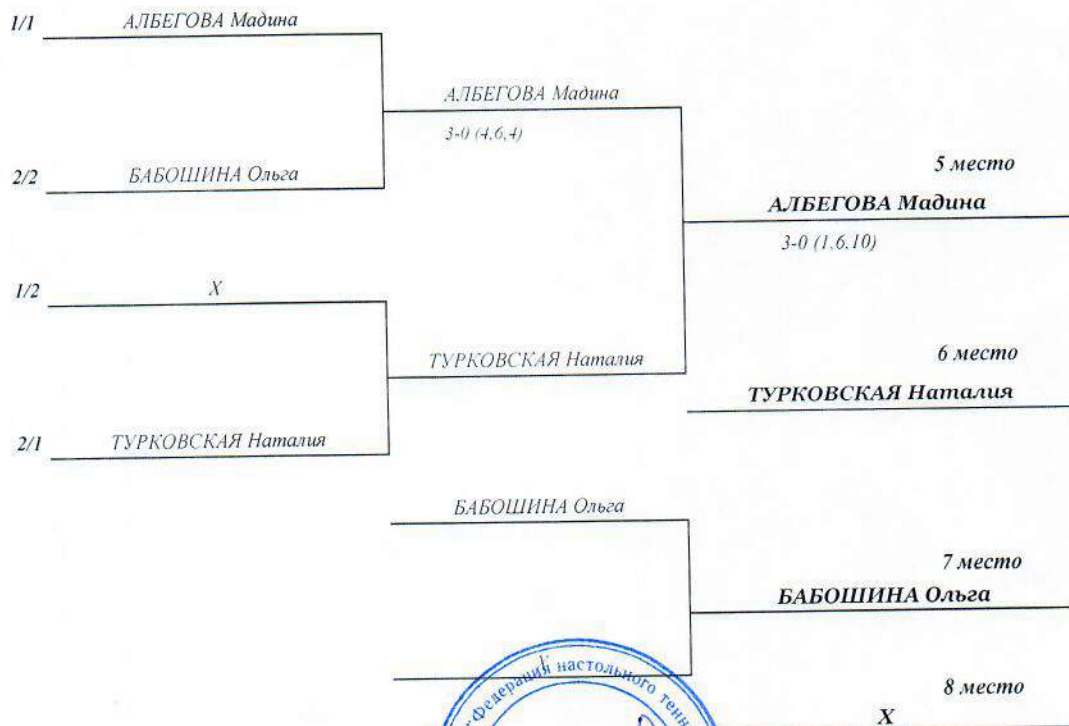 1/1 АЛБЕГОВА Мадина
АЛБЕГОВА Мадина
3-0 (4,6,4)
2/2 БАБОШИНА Ольга
5 место
АЛБЕГОВА Мадина
3-0 (1,6,10)
1/2 X
ТУРКОВСКАЯ Наталия
6 место
ТУРКОВСКАЯ Наталия
2/1 ТУРКОВСКАЯ Наталия
БАБОШИНА Ольга
7 место
БАБОШИНА Ольга
"Федерация настольного
8 место
X